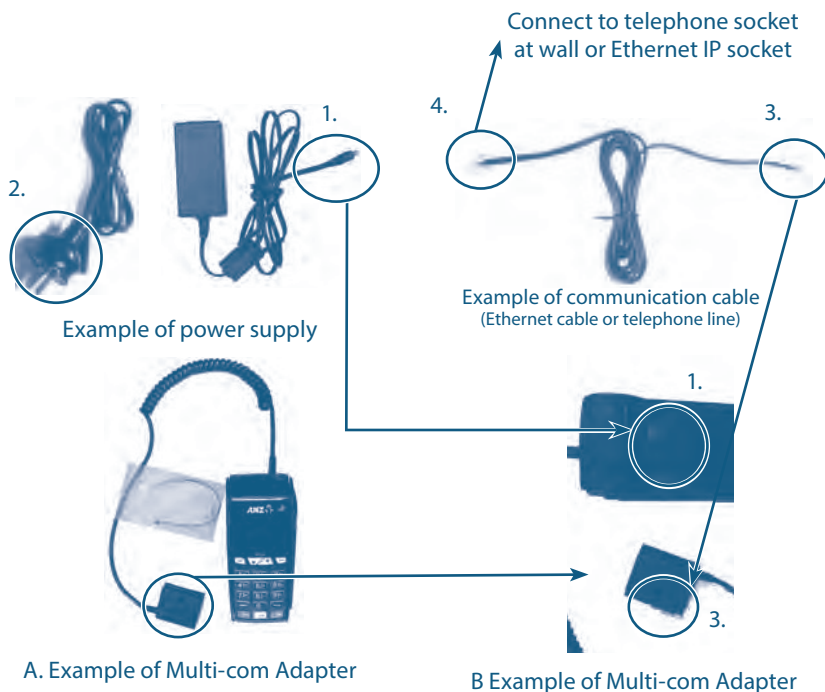 Connect to telephone socket
at wall or Ethernet IP socket
1.
4.
3.
2.
Example of communication cable
(Ethernet cable or telephone line)
Example of power supply
1.
ANZ
3.
A. Example of Multi-com Adapter
B Example of Multi-com Adapter